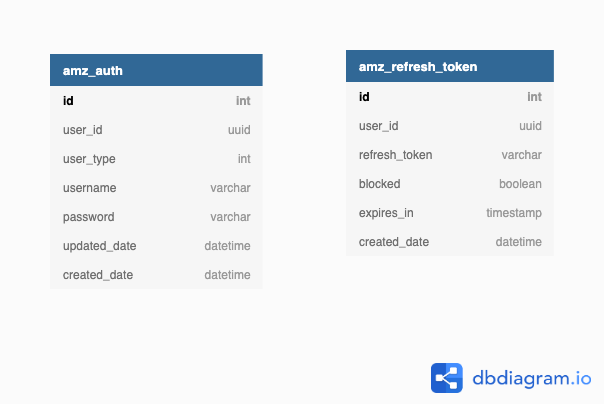 amz_auth
id int
user_id uuid
user_type int
username varchar
password varchar
updated_date datetime
created_date datetime
amz_refresh_token
id int
user_id uuid
refresh_token varchar
blocked boolean
expires_in timestamp
created_date datetime
dbdiagram.io